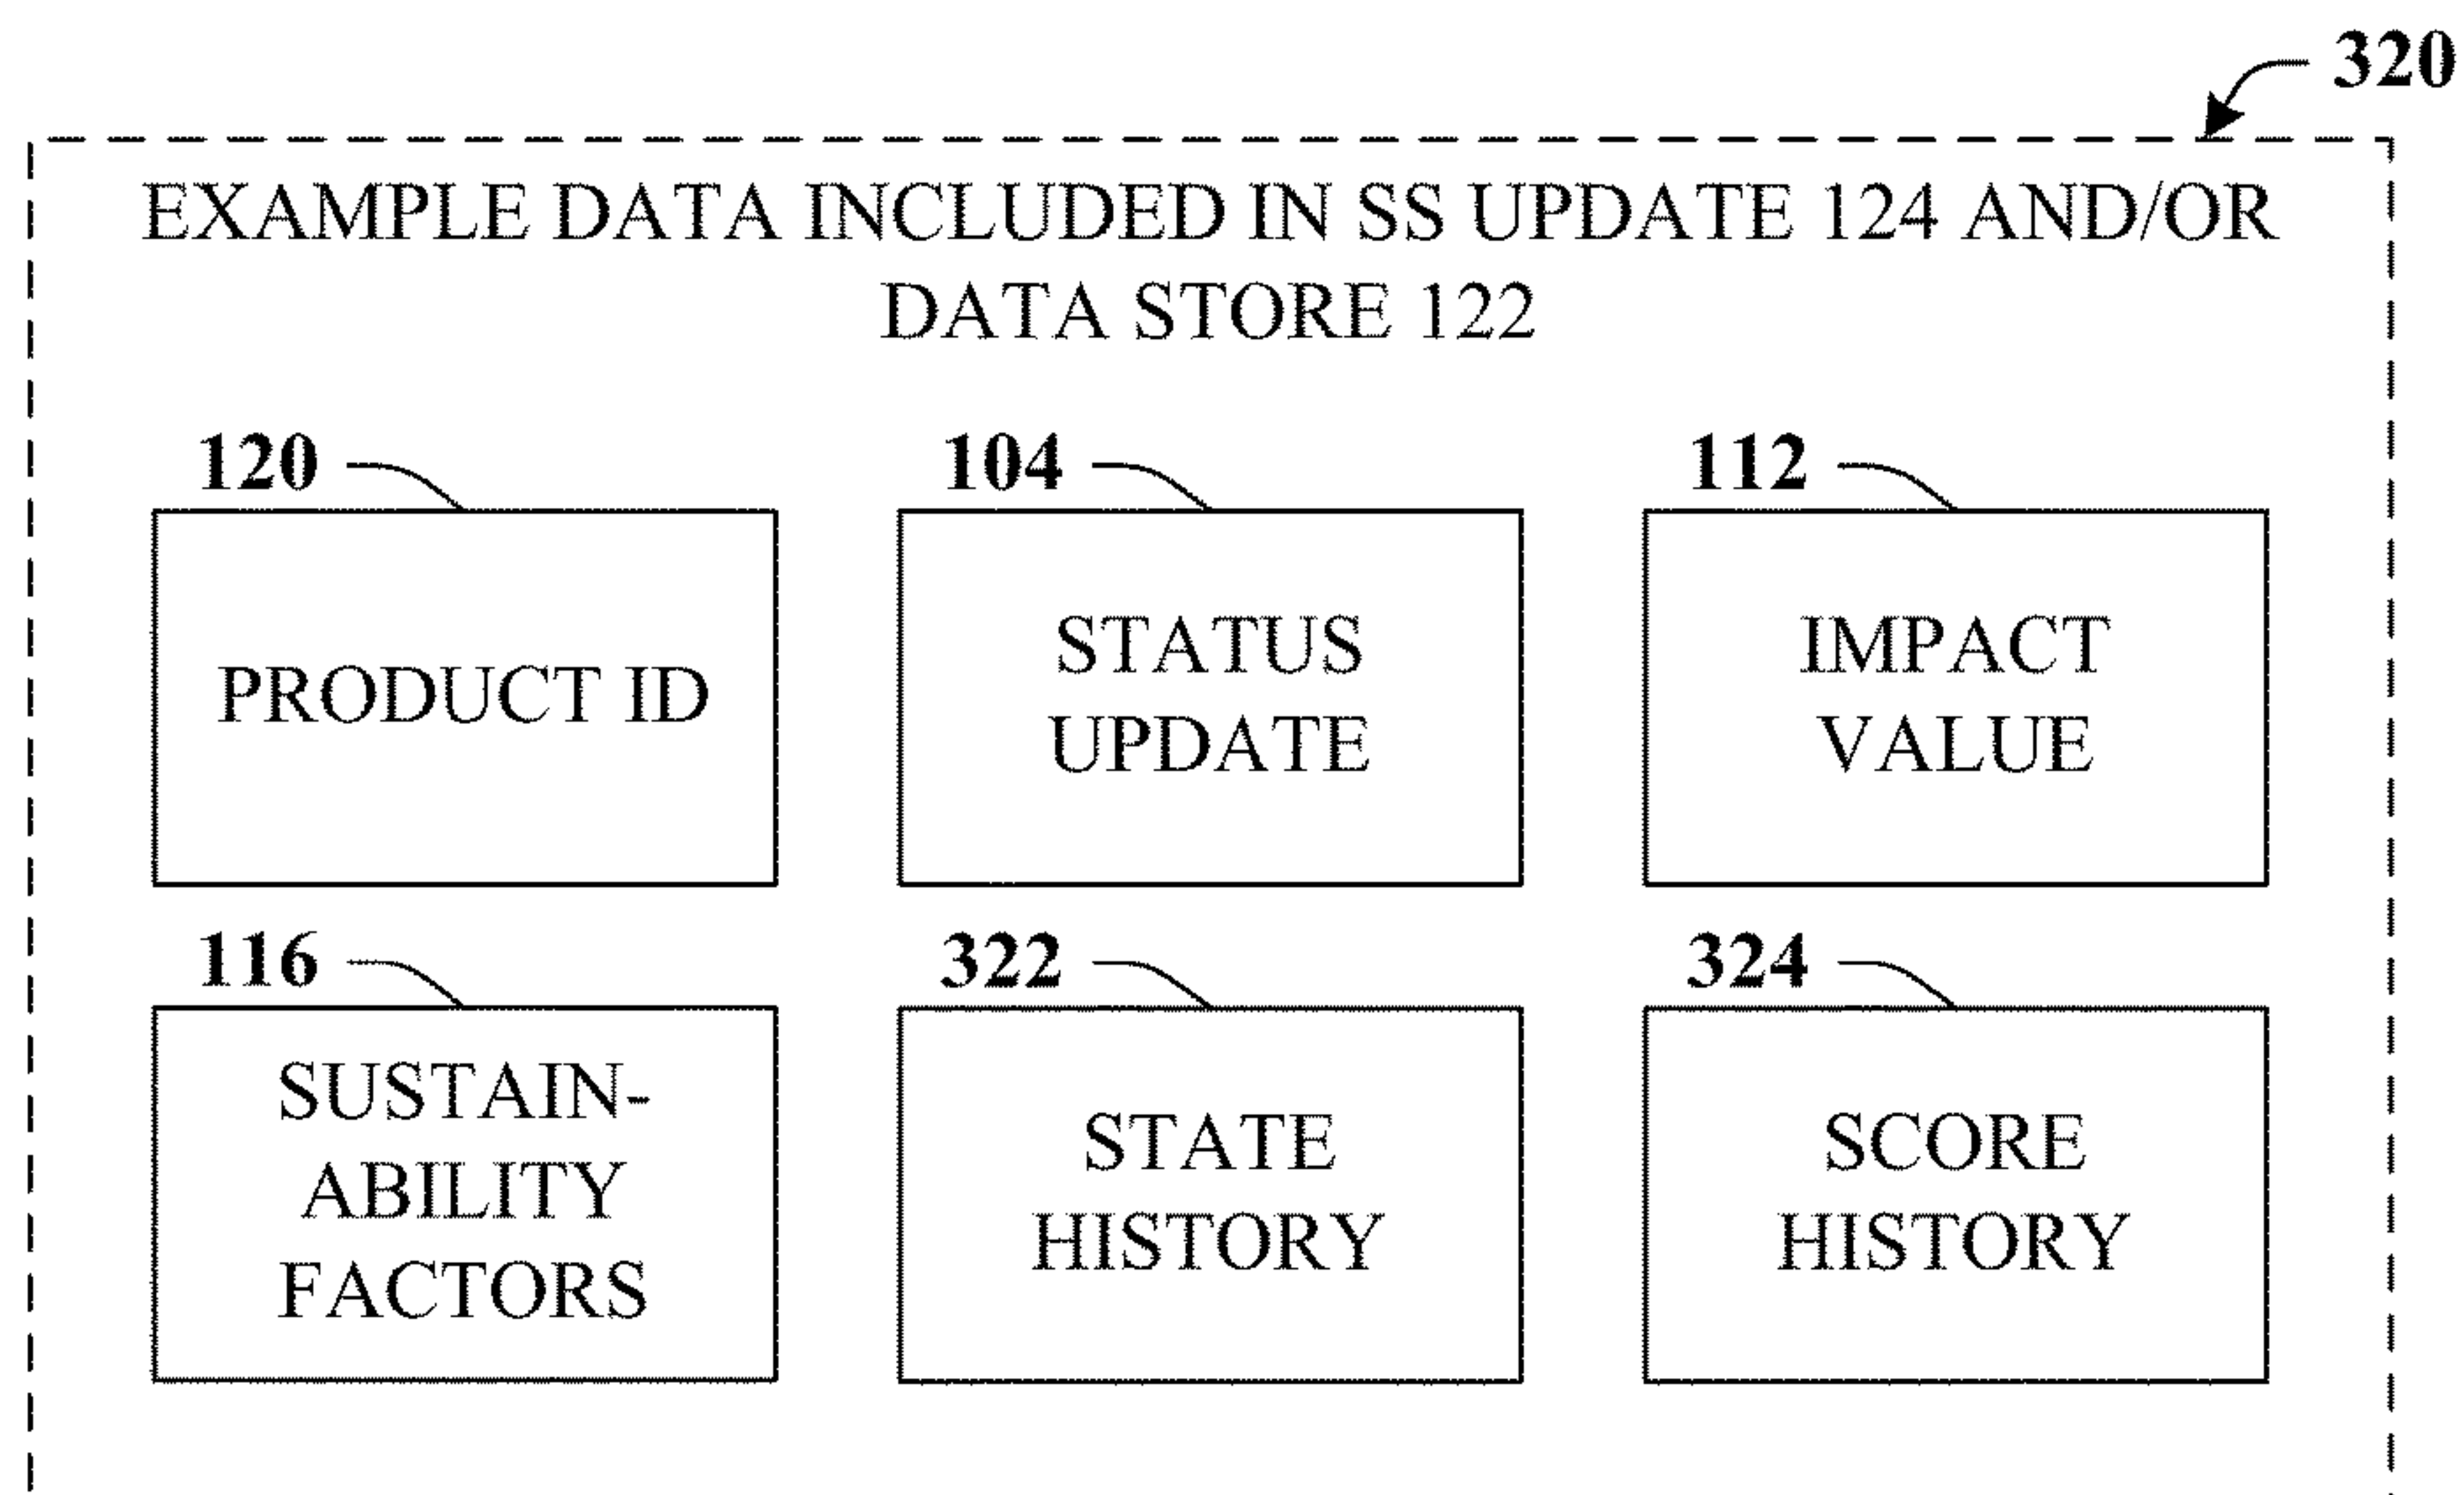 320
EXAMPLE DATA INCLUDED IN SS UPDATE 124 AND/OR
DATA STORE 122
120
PRODUCT ID
104
STATUS
UPDATE
112
IMPACT
VALUE
116
SUSTAIN-
ABILITY
FACTORS
322
STATE
HISTORY
324
SCORE
HISTORY